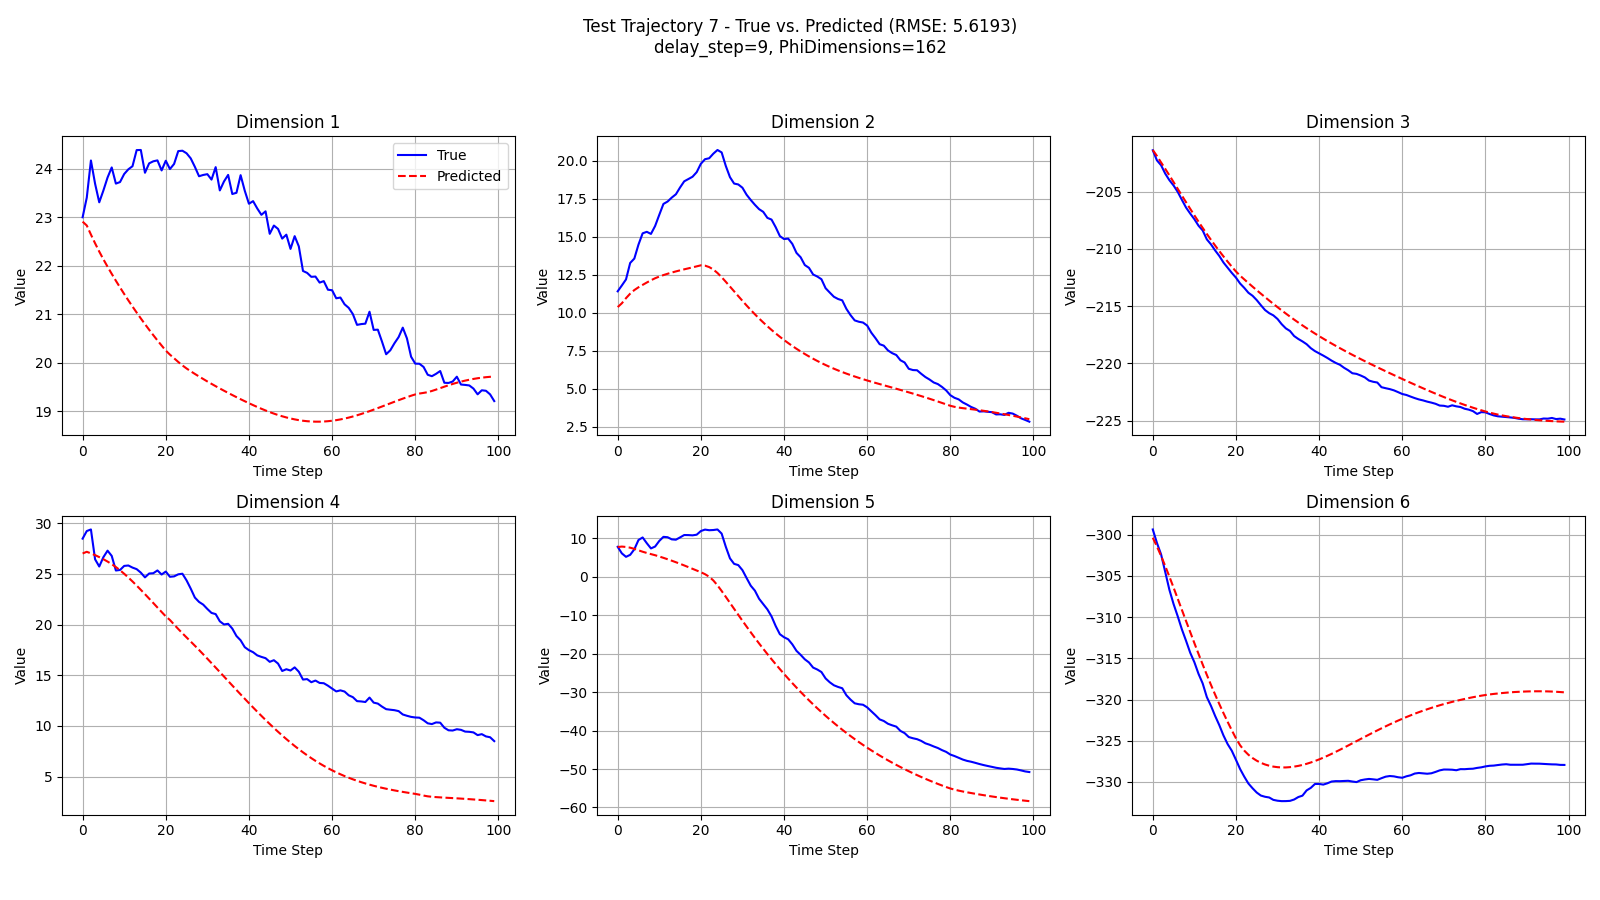 Test Trajectory 7 - True vs. Predicted (RMSE: 5.6193)
delay_step=9, PhiDimensions=162
Dimension 1
Value
24
23
22
21
20
19
True
Predicted
0 20 40 60 80 100
Time Step
Dimension 2
Value
20.0
17.5
15.0
12.5
10.0
7.5
5.0
2.5
0 20 40 60 80 100
Time Step
Dimension 3
Value
−205
−210
−215
−220
−225
0 20 40 60 80 100
Time Step
Dimension 4
Value
30
25
20
15
10
5
0 20 40 60 80 100
Time Step
Dimension 5
Value
10
0
−10
−20
−30
−40
−50
−60
0 20 40 60 80 100
Time Step
Dimension 6
Value
−300
−305
−310
−315
−320
−325
−330
0 20 40 60 80 100
Time Step